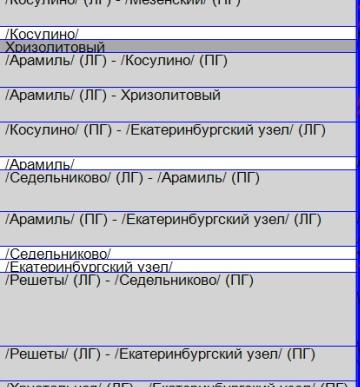 /Косулино/ (ЛГ) - /Мезенский/ (ПГ)
/Косулино/
Хризолитовый
/Арамиль/ (ЛГ) - /Косулино/ (ПГ)
/Арамиль/ (ЛГ) - Хризолитовый
/Косулино/ (ПГ) - /Екатеринбургский узел/ (ЛГ)
/Арамиль/
/Седельниково/ (ЛГ) - /Арамиль/ (ПГ)
/Арамиль/ (ПГ) - /Екатеринбургский узел/ (ЛГ)
/Седельниково/
/Екатеринбургский узел/
/Решеты/ (ЛГ) - /Седельниково/ (ПГ)
/Решеты/ (ЛГ) - /Екатеринбургский узел/ (ПГ)
/Хрустальная/ (ЛГ) - /Екатеринбургский узел/ (ПГ)